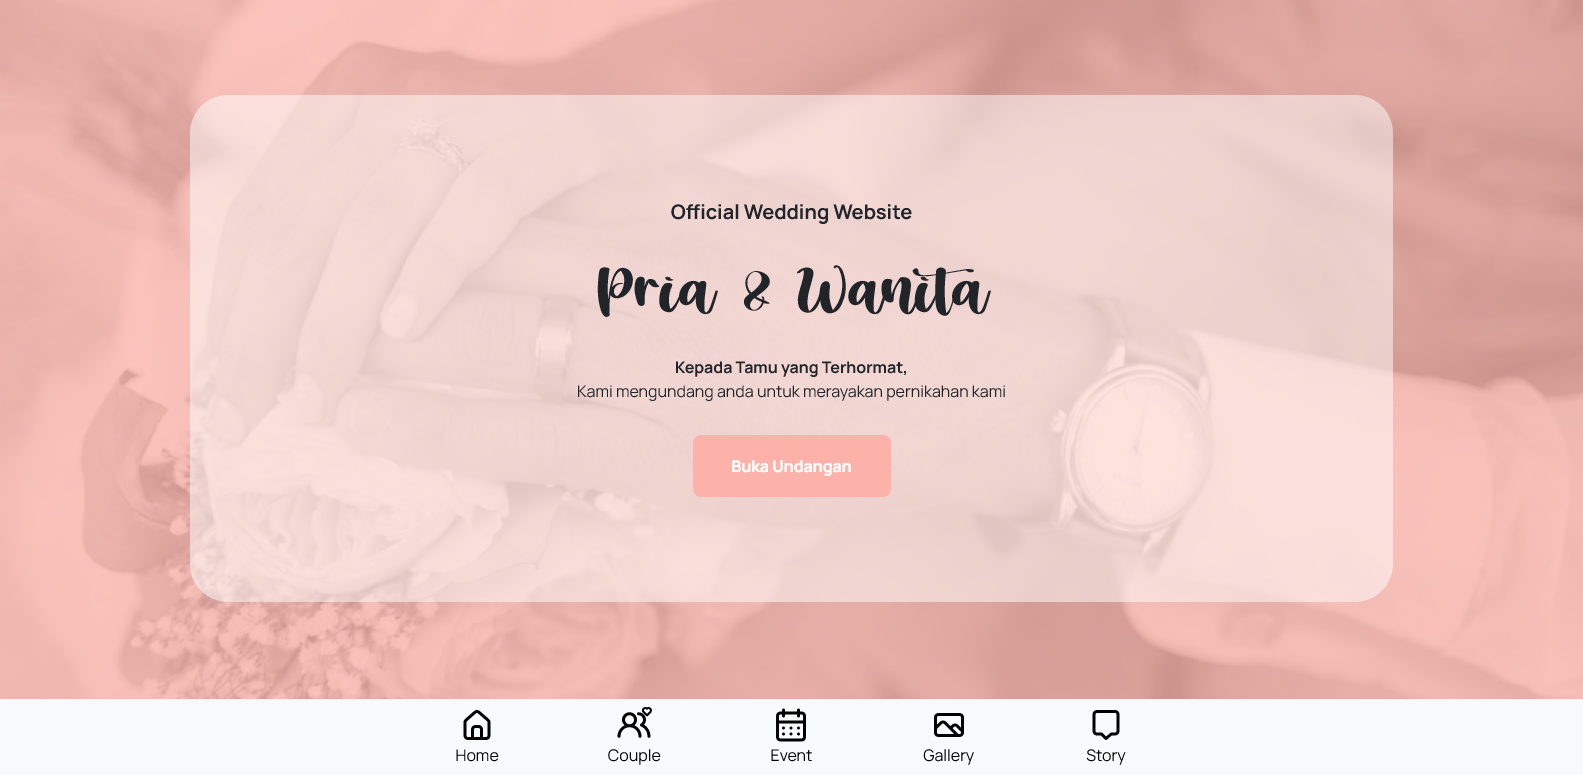 Official Wedding Website
Pria & Wanita
Kepada Tamu yang Terhormat,
Kami mengundang anda untuk merayakan pernikahan kami
Buka Undangan
Home
Couple
Event
Gallery
Story